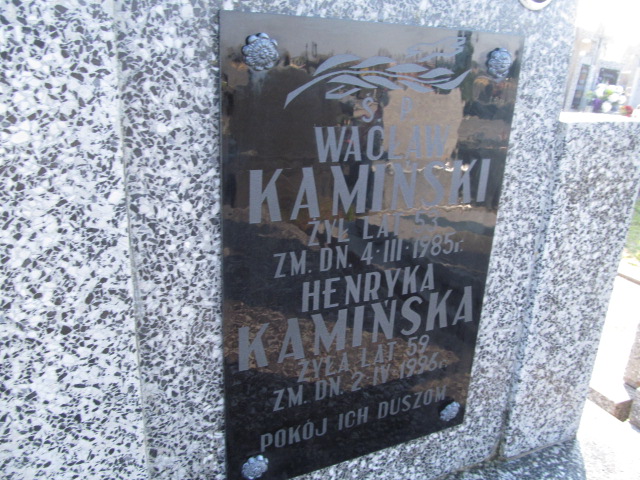 Ś. P.
WACŁAW
KAMIŃSKI
ŻYŁ LAT 53
ZM. DN. 4·III·1985r.
HENRYKA
KAMIŃSKA
ŻYŁA LAT 59
ZM. DN. 2·IV·1996r.
POKÓJ ICH DUSZOM